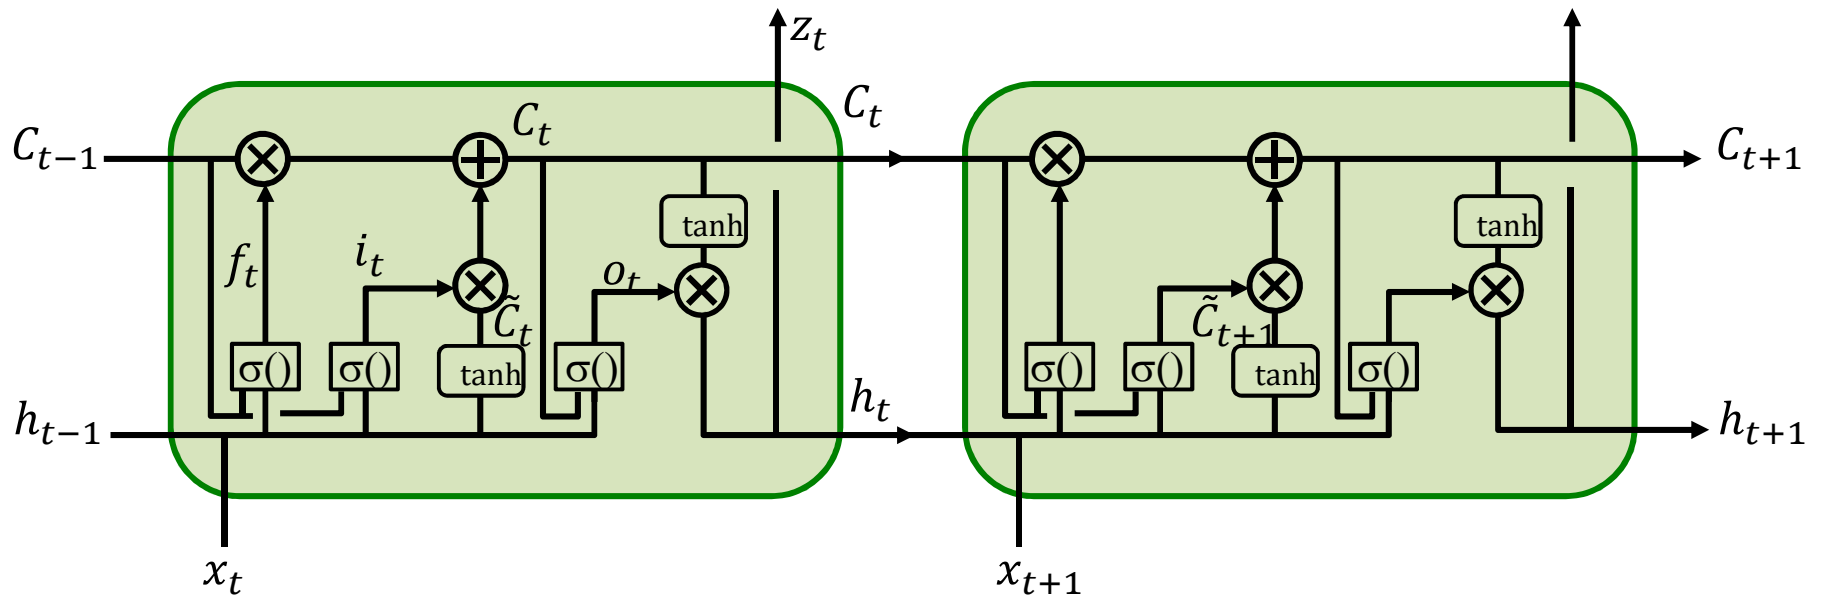 z_t
C_{t-1}
C_t
C_t
C_{t+1}
tanh
tanh
f_t
i_t
o_t
C̃_t
C̃_{t+1}
σ()
σ()
tanh
σ()
σ()
σ()
tanh
σ()
h_{t-1}
h_t
h_{t+1}
x_t
x_{t+1}